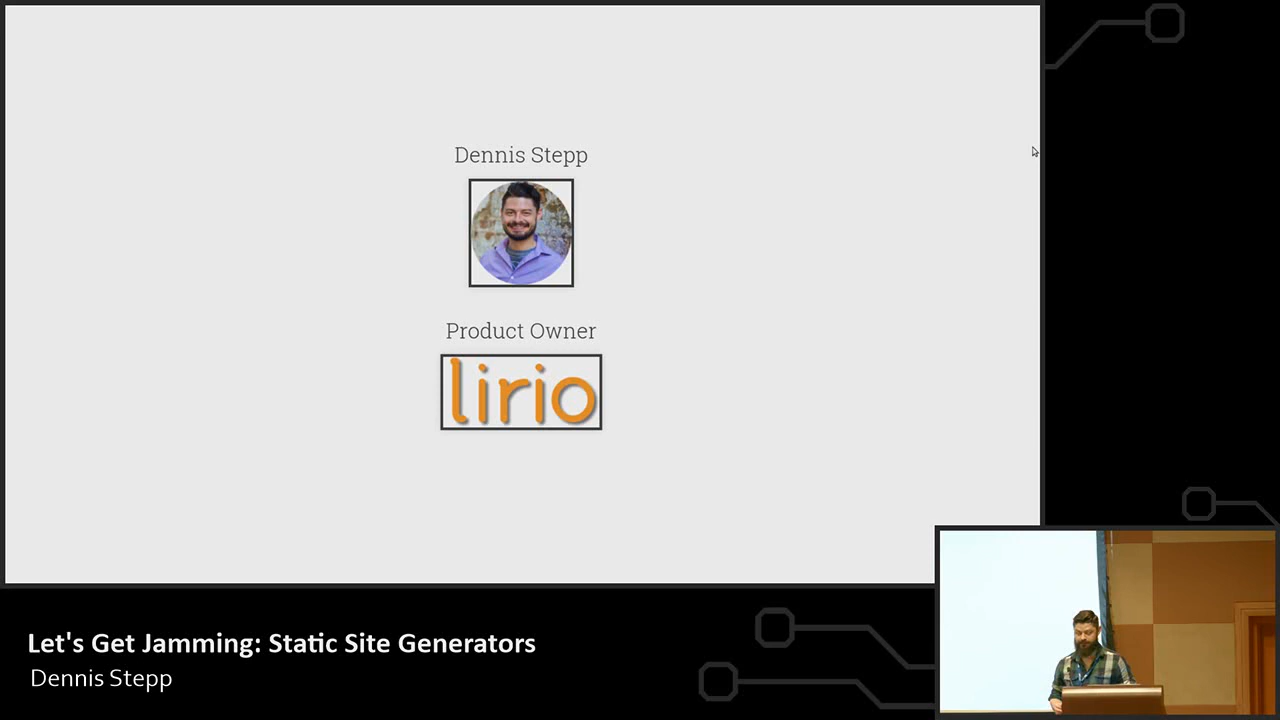 Dennis Stepp
Product Owner
lirio
Let's Get Jamming: Static Site Generators
Dennis Stepp